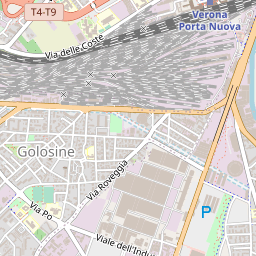 T4-T9
Verona
Porta Nuova
Via delle Coste
Golosine
Via Roveggia
Via Po
P
Viale dell'Indu